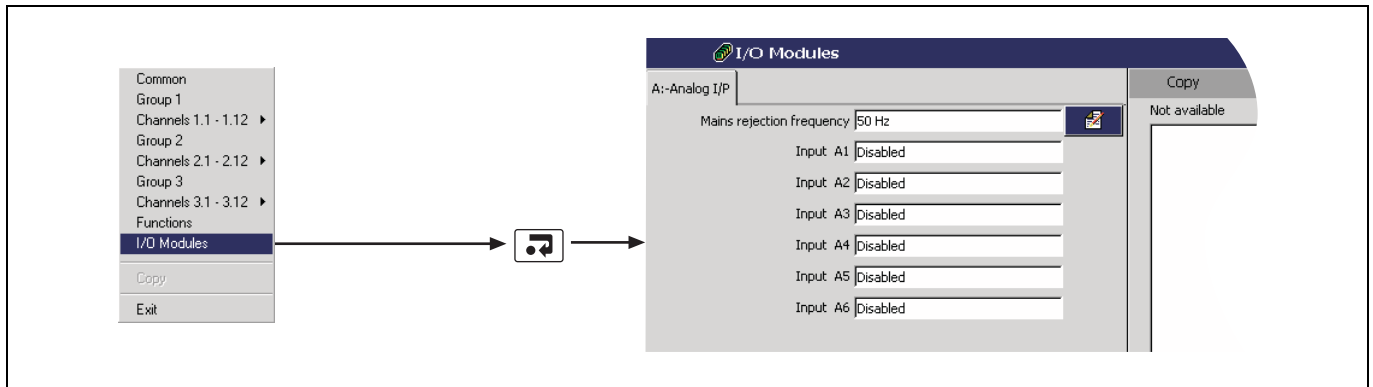 Common
Group 1
Channels 1.1 - 1.12
Group 2
Channels 2.1 - 2.12
Group 3
Channels 3.1 - 3.12
Functions
I/O Modules
Copy
Exit
I/O Modules
A:-Analog I/P
Mains rejection frequency 50 Hz
Input A1 Disabled
Input A2 Disabled
Input A3 Disabled
Input A4 Disabled
Input A5 Disabled
Input A6 Disabled
Copy
Not available